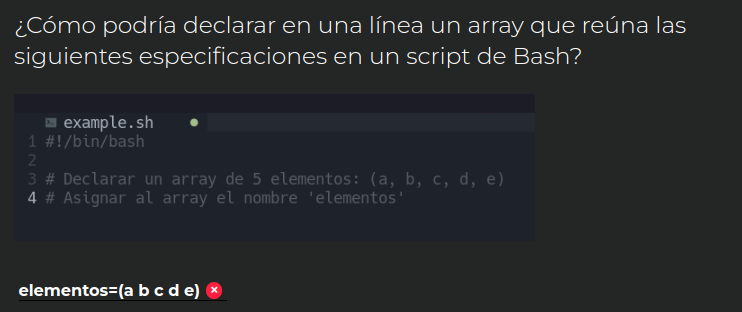 ¿Cómo podría declarar en una línea un array que reúna las
siguientes especificaciones en un script de Bash?
example.sh
1 #!/bin/bash
2
3 # Declarar un array de 5 elementos: (a, b, c, d, e)
4 # Asignar al array el nombre 'elementos'
elementos=(a b c d e)